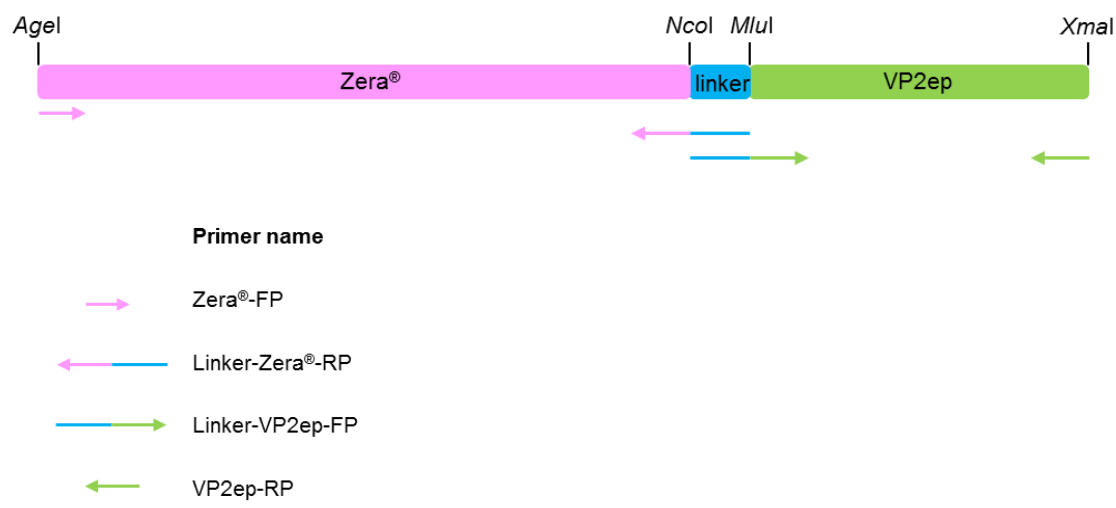 AgeI NcoI MluI XmaI
Zera® linker VP2ep
Primer name
Zera®-FP
Linker-Zera®-RP
Linker-VP2ep-FP
VP2ep-RP